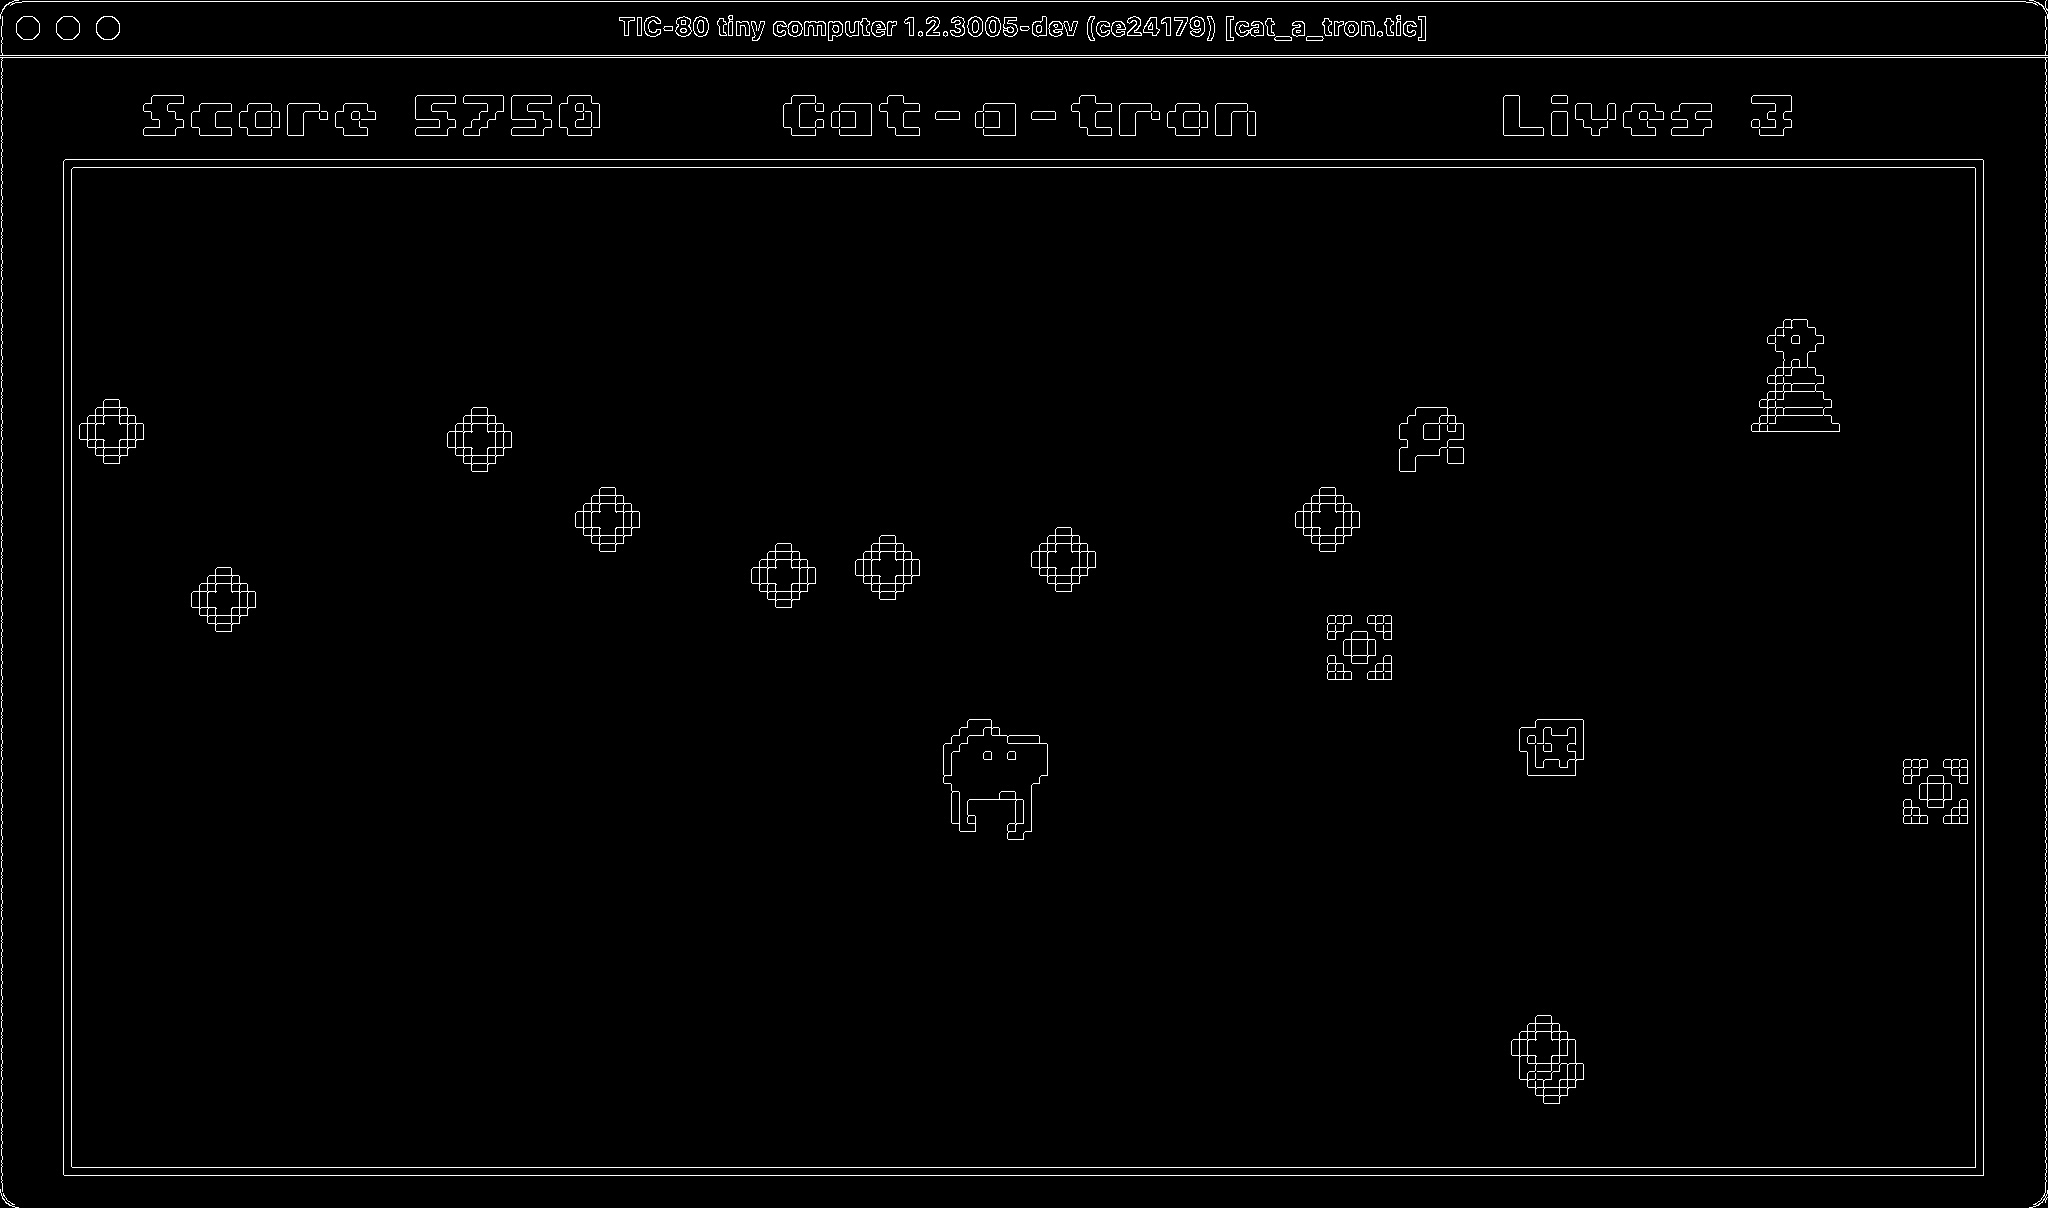 TIC-80 tiny computer 1.2.3005-dev (ce24179) [cat_a_tron.tic]
Score 5750 Cat-a-tron Lives 3